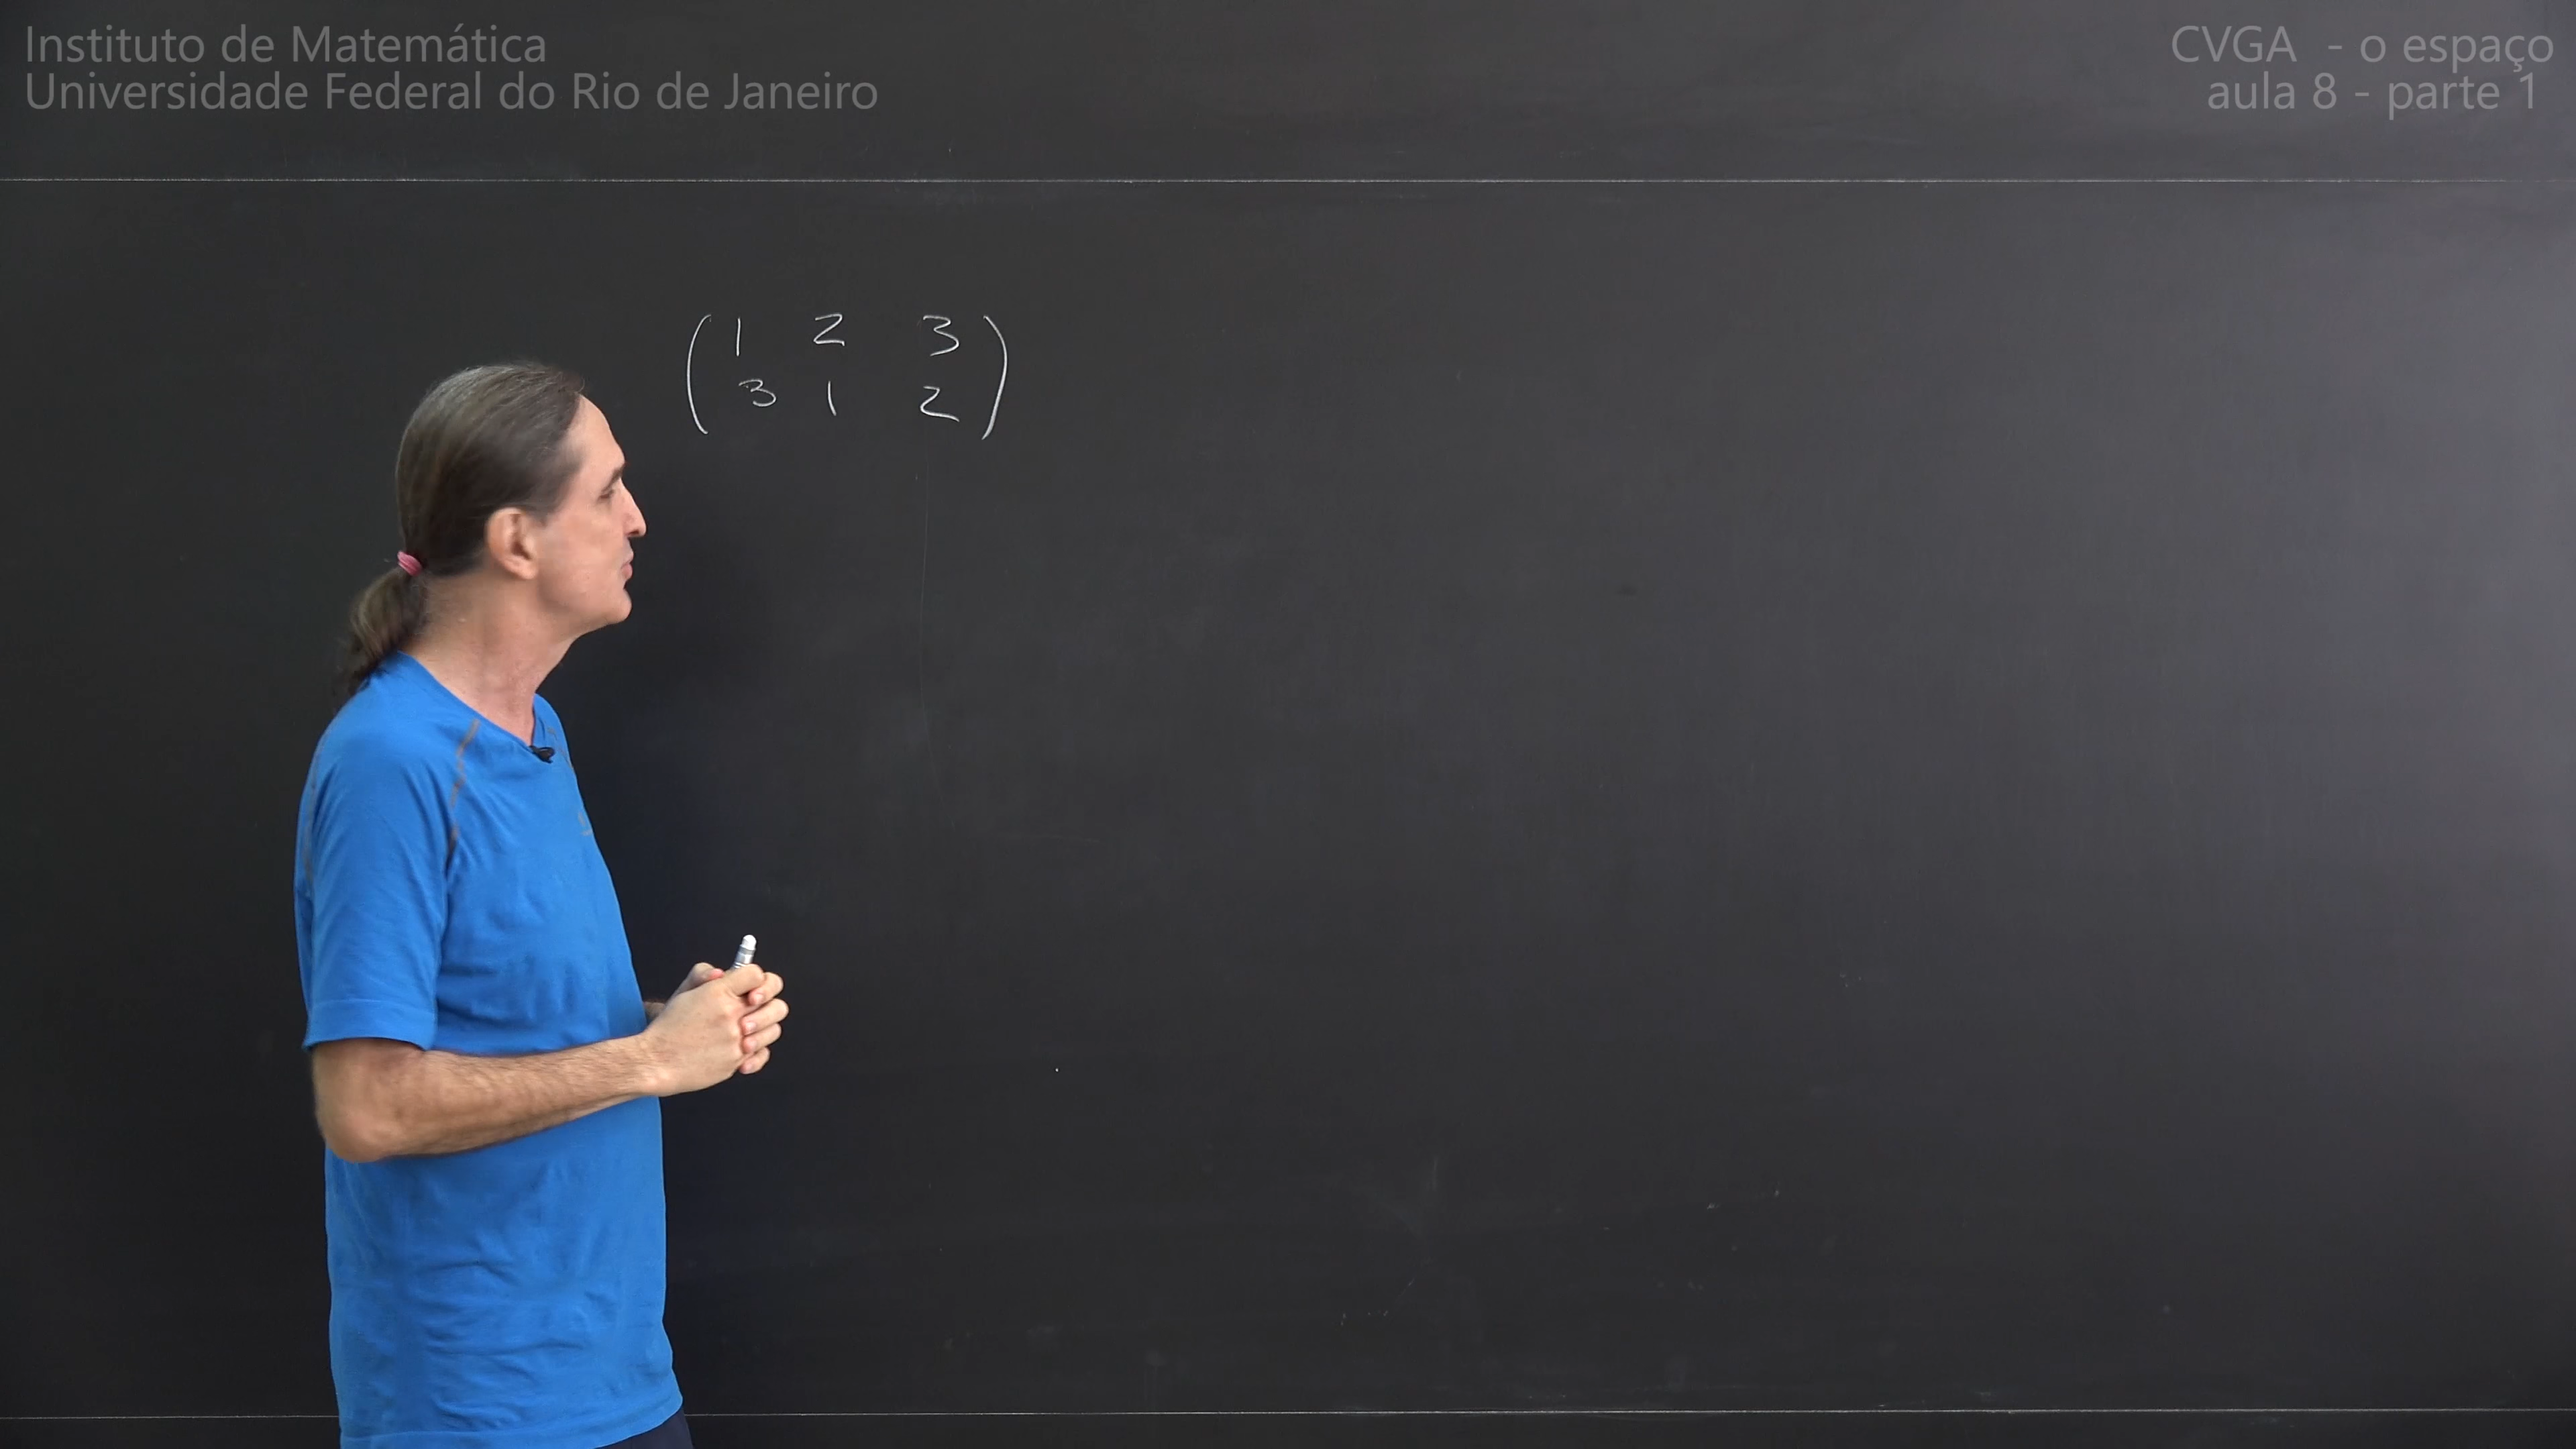 Instituto de Matemática
Universidade Federal do Rio de Janeiro
CVGA - o espaço
aula 8 - parte 1
( 1 2 3 )
( 3 1 2 )